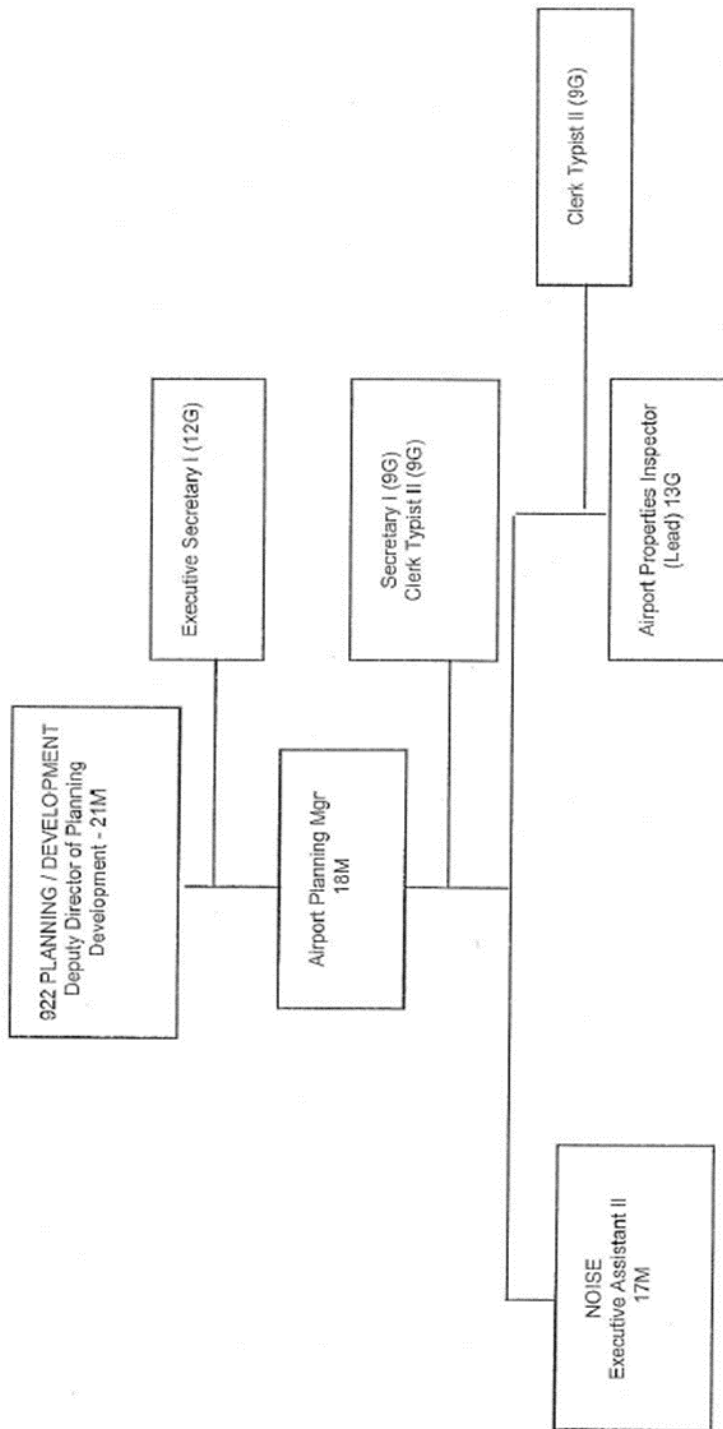 922 PLANNING / DEVELOPMENT
Deputy Director of Planning
Development - 21M
Executive Secretary I (12G)
Airport Planning Mgr
18M
Secretary I (9G)
Clerk Typist II (9G)
NOISE
Executive Assistant II
17M
Airport Properties Inspector
(Lead) 13G
Clerk Typist II (9G)